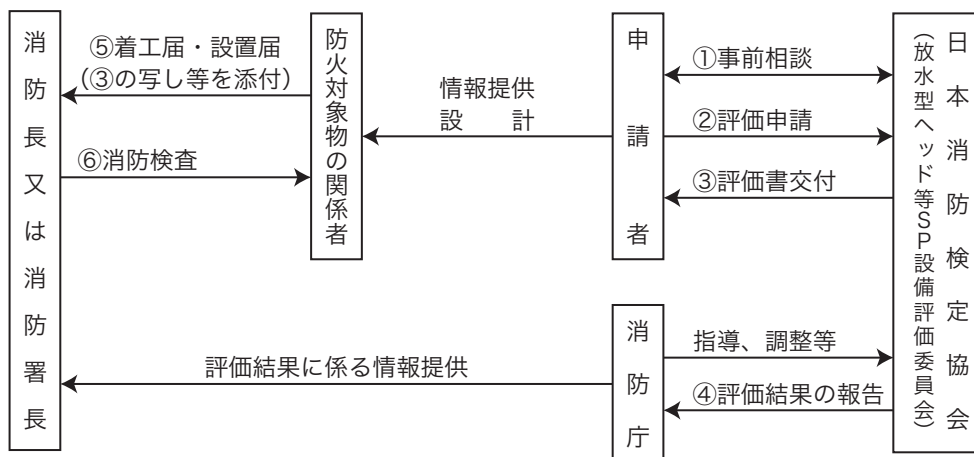 消防長又は消防署長
⑤着工届・設置届
（③の写し等を添付）
⑥消防検査
防火対象物の関係者
情報提供
設　計
申請者
①事前相談
②評価申請
③評価書交付
日本消防検定協会
（放水型ヘッド等SP設備評価委員会）
評価結果に係る情報提供
消防庁
指導、調整等
④評価結果の報告